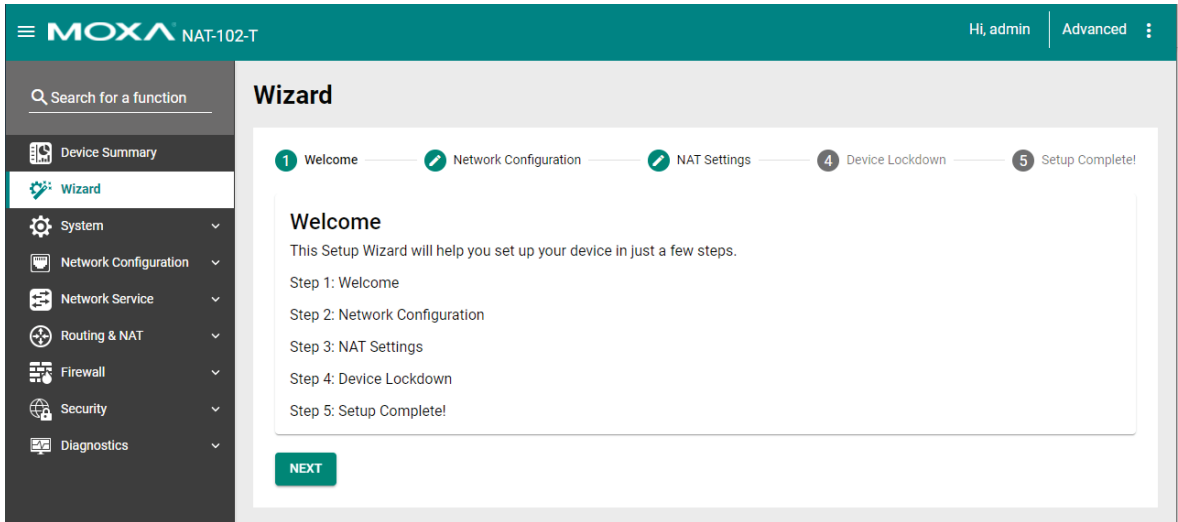 MOXA NAT-102-T
Hi, admin
Advanced
Search for a function
Device Summary
Wizard
System
Network Configuration
Network Service
Routing & NAT
Firewall
Security
Diagnostics
Wizard
1 Welcome
Network Configuration
NAT Settings
4 Device Lockdown
5 Setup Complete!
Welcome
This Setup Wizard will help you set up your device in just a few steps.
Step 1: Welcome
Step 2: Network Configuration
Step 3: NAT Settings
Step 4: Device Lockdown
Step 5: Setup Complete!
NEXT